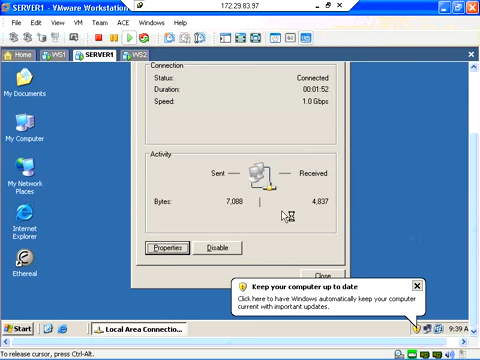 SERVER1 - VMware Workstation
172.29.83.97
File Edit View VM Team ACE Windows Help
Home WS1 SERVER1 WS2
My Documents
My Computer
My Network
Places
Internet
Explorer
Ethereal
Connection
Status: Connected
Duration: 00:01:52
Speed: 1.0 Gbps
Activity
Sent Received
Bytes: 7,088 4,837
Properties Disable
Close
Keep your computer up to date
Click here to have Windows automatically keep your computer
current with important updates.
Start Local Area Connectio... 9:39 A
To release cursor, press Ctrl-Alt.